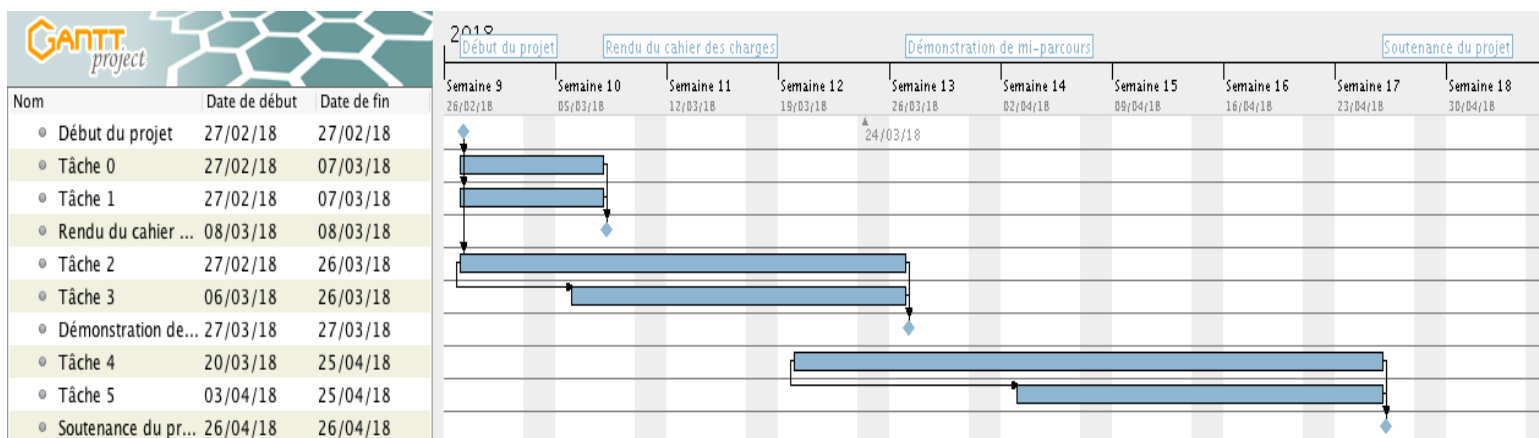 GANTT
project
2018
Début du projet Rendu du cahier des charges Démonstration de mi-parcours Soutenance du projet
Semaine 9 Semaine 10 Semaine 11 Semaine 12 Semaine 13 Semaine 14 Semaine 15 Semaine 16 Semaine 17 Semaine 18
26/02/18 05/03/18 12/03/18 19/03/18 26/03/18 02/04/18 09/04/18 16/04/18 23/04/18 30/04/18
Nom Date de début Date de fin
Début du projet 27/02/18 27/02/18
24/03/18
Tâche 0 27/02/18 07/03/18
Tâche 1 27/02/18 07/03/18
Rendu du cahier ... 08/03/18 08/03/18
Tâche 2 27/02/18 26/03/18
Tâche 3 06/03/18 26/03/18
Démonstration de... 27/03/18 27/03/18
Tâche 4 20/03/18 25/04/18
Tâche 5 03/04/18 25/04/18
Soutenance du pr... 26/04/18 26/04/18